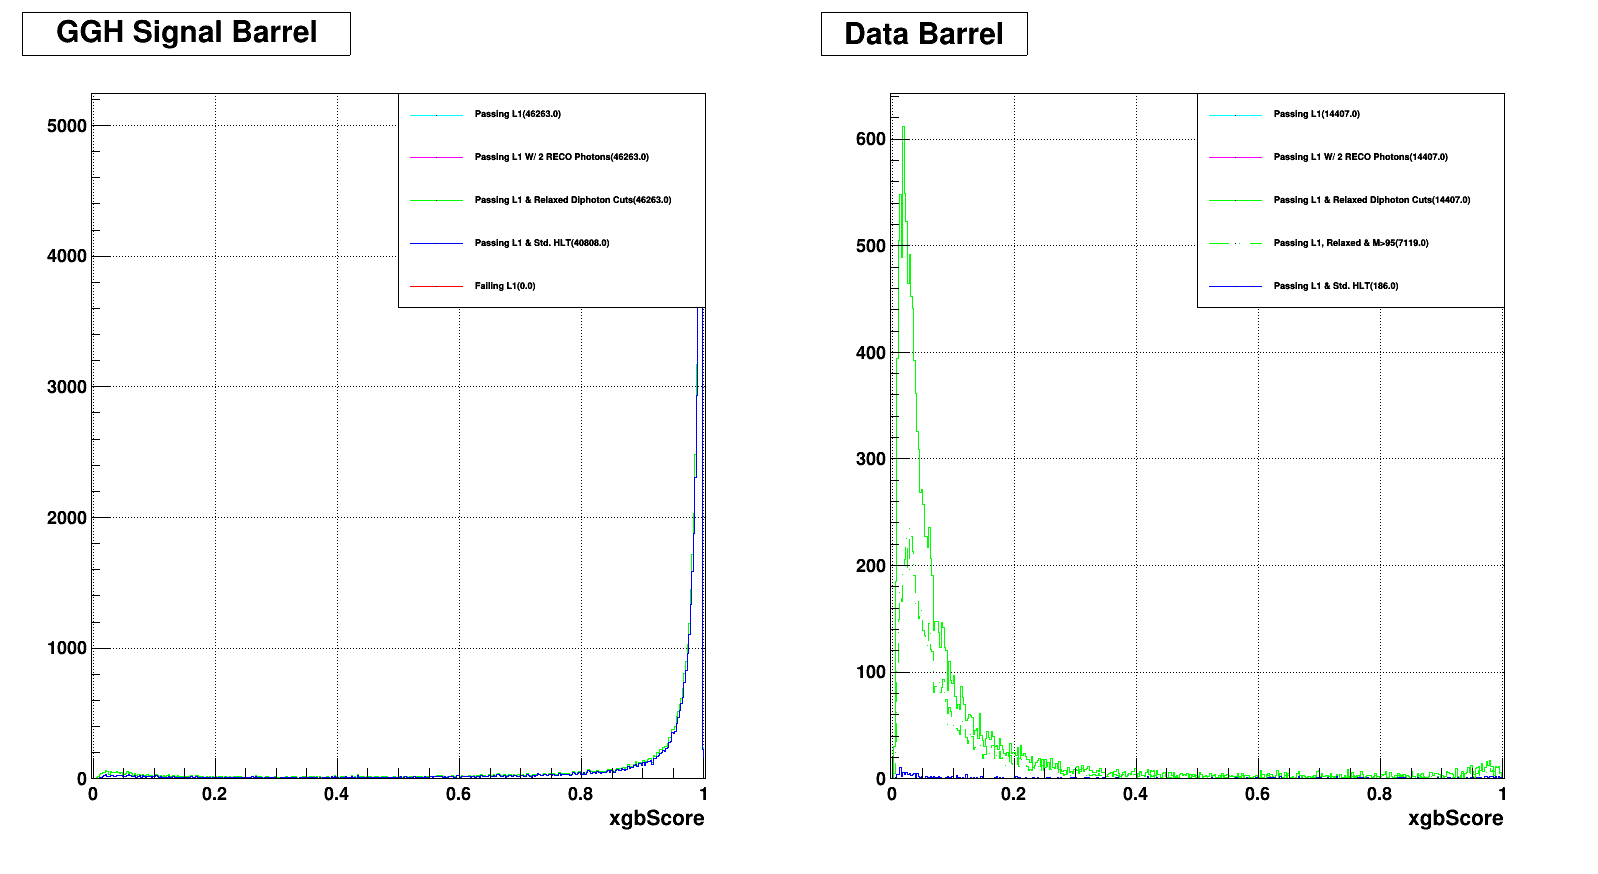 GGH Signal Barrel
5000
4000
3000
2000
1000
0
0
0.2
0.4
0.6
0.8
1
xgbScore
Passing L1(46263.0)
Passing L1 W/ 2 RECO Photons(46263.0)
Passing L1 & Relaxed Diphoton Cuts(46263.0)
Passing L1 & Std. HLT(40808.0)
Failing L1(0.0)
Data Barrel
600
500
400
300
200
100
0
0
0.2
0.4
0.6
0.8
1
xgbScore
Passing L1(14407.0)
Passing L1 W/ 2 RECO Photons(14407.0)
Passing L1 & Relaxed Diphoton Cuts(14407.0)
Passing L1, Relaxed & M>95(7119.0)
Passing L1 & Std. HLT(186.0)